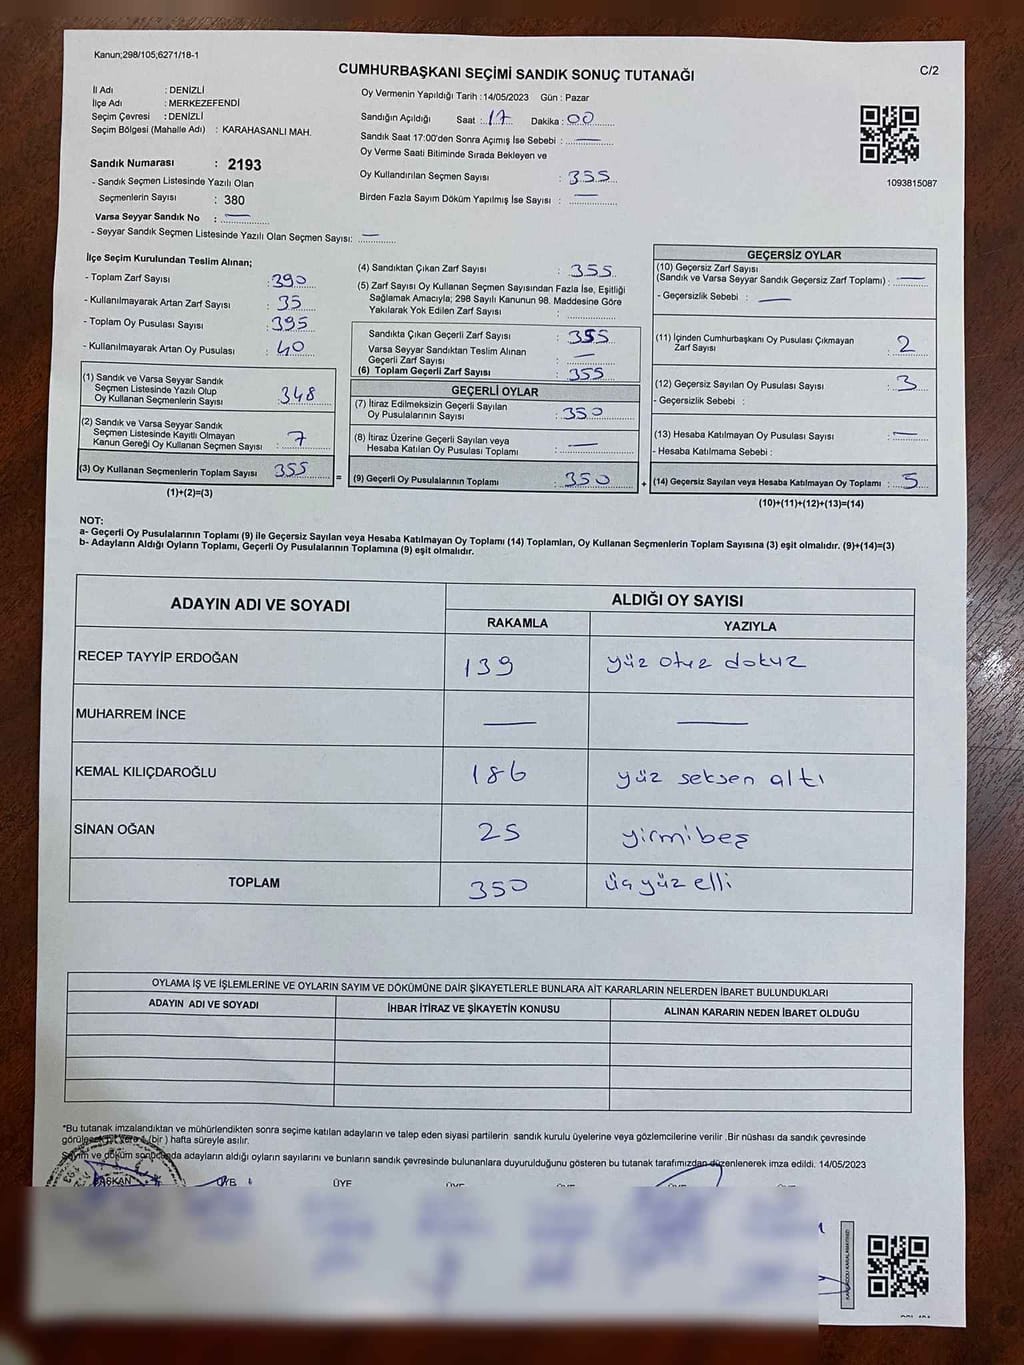 Kanun;298/105;6271/18-1
CUMHURBAŞKANI SEÇİMİ SANDIK SONUÇ TUTANAĞI
C/2
İl Adı : DENİZLİ
İlçe Adı : MERKEZEFENDİ
Seçim Çevresi : DENİZLİ
Seçim Bölgesi (Mahalle Adı) : KARAHASANLI MAH.
Sandık Numarası : 2193
- Sandık Seçmen Listesinde Yazılı Olan
Seçmenlerin Sayısı : 380
Varsa Seyyar Sandık No : —
- Seyyar Sandık Seçmen Listesinde Yazılı Olan Seçmen Sayısı: —
Oy Vermenin Yapıldığı Tarih : 14/05/2023 Gün : Pazar
Sandığın Açıldığı Saat : 17 Dakika : 00
Sandık Saat 17:00'den Sonra Açımış İse Sebebi : —
Oy Verme Saati Bitiminde Sırada Bekleyen ve
Oy Kullandırılan Seçmen Sayısı : 355
Birden Fazla Sayım Döküm Yapılmış İse Sayısı : —
1093815087
İlçe Seçim Kurulundan Teslim Alınan;
- Toplam Zarf Sayısı : 390
- Kullanılmayarak Artan Zarf Sayısı : 35
- Toplam Oy Pusulası Sayısı : 395
- Kullanılmayarak Artan Oy Pusulası : 40
(1) Sandık ve Varsa Seyyar Sandık
Seçmen Listesinde Yazılı Olup
Oy Kullanan Seçmenlerin Sayısı : 348
(2) Sandık ve Varsa Seyyar Sandık
Seçmen Listesinde Kayıtlı Olmayan
Kanun Gereği Oy Kullanan Seçmen Sayısı : 7
(3) Oy Kullanan Seçmenlerin Toplam Sayısı 355 =
(1)+(2)=(3)
(4) Sandıktan Çıkan Zarf Sayısı : 355
(5) Zarf Sayısı Oy Kullanan Seçmen Sayısından Fazla İse, Eşitliği
Sağlamak Amacıyla; 298 Sayılı Kanunun 98. Maddesine Göre
Yakılarak Yok Edilen Zarf Sayısı :
Sandıkta Çıkan Geçerli Zarf Sayısı : 355
Varsa Seyyar Sandıktan Teslim Alınan
Geçerli Zarf Sayısı : —
(6) Toplam Geçerli Zarf Sayısı : 355
GEÇERLİ OYLAR
(7) İtiraz Edilmeksizin Geçerli Sayılan
Oy Pusulalarının Sayısı : 350
(8) İtiraz Üzerine Geçerli Sayılan veya
Hesaba Katılan Oy Pusulası Toplamı : —
(9) Geçerli Oy Pusulalarının Toplamı : 350 +
GEÇERSİZ OYLAR
(10) Geçersiz Zarf Sayısı
(Sandık ve Varsa Seyyar Sandık Geçersiz Zarf Toplamı) : —
- Geçersizlik Sebebi : —
(11) İçinden Cumhurbaşkanı Oy Pusulası Çıkmayan
Zarf Sayısı : 2
(12) Geçersiz Sayılan Oy Pusulası Sayısı : 3
- Geçersizlik Sebebi :
(13) Hesaba Katılmayan Oy Pusulası Sayısı : —
- Hesaba Katılmama Sebebi :
(14) Geçersiz Sayılan veya Hesaba Katılmayan Oy Toplamı : 5
(10)+(11)+(12)+(13)=(14)
NOT:
a- Geçerli Oy Pusulalarının Toplamı (9) ile Geçersiz Sayılan veya Hesaba Katılmayan Oy Toplamı (14) Toplamları, Oy Kullanan Seçmenlerin Toplam Sayısına (3) eşit olmalıdır. (9)+(14)=(3)
b- Adayların Aldığı Oyların Toplamı, Geçerli Oy Pusulalarının Toplamına (9) eşit olmalıdır.
ADAYIN ADI VE SOYADI
ALDIĞI OY SAYISI
RAKAMLA YAZIYLA
RECEP TAYYİP ERDOĞAN 139 yüz otuz dokuz
MUHARREM İNCE — —
KEMAL KILIÇDAROĞLU 186 yüz seksen altı
SİNAN OĞAN 25 yirmibeş
TOPLAM 350 üç yüz elli
OYLAMA İŞ VE İŞLEMLERİNE VE OYLARIN SAYIM VE DÖKÜMÜNE DAİR ŞİKAYETLERLE BUNLARA AİT KARARLARIN NELERDEN İBARET BULUNDUKLARI
ADAYIN ADI VE SOYADI İHBAR İTİRAZ VE ŞİKAYETİN KONUSU ALINAN KARARIN NEDEN İBARET OLDUĞU
*Bu tutanak imzalandıktan ve mühürlendikten sonra seçime katılan adayların ve talep eden siyasi partilerin sandık kurulu üyelerine veya gözlemcilerine verilir .Bir nüshası da sandık çevresinde
görülecek bir yere 1 (bir ) hafta süreyle asılır.
Sayım ve döküm sonucunda adayların aldığı oyların sayılarını ve bunların sandık çevresinde bulunanlara duyurulduğunu gösteren bu tutanak tarafımızdan düzenlenerek imza edildi. 14/05/2023
BAŞKAN ÜYE ÜYE ÜYE ÜYE